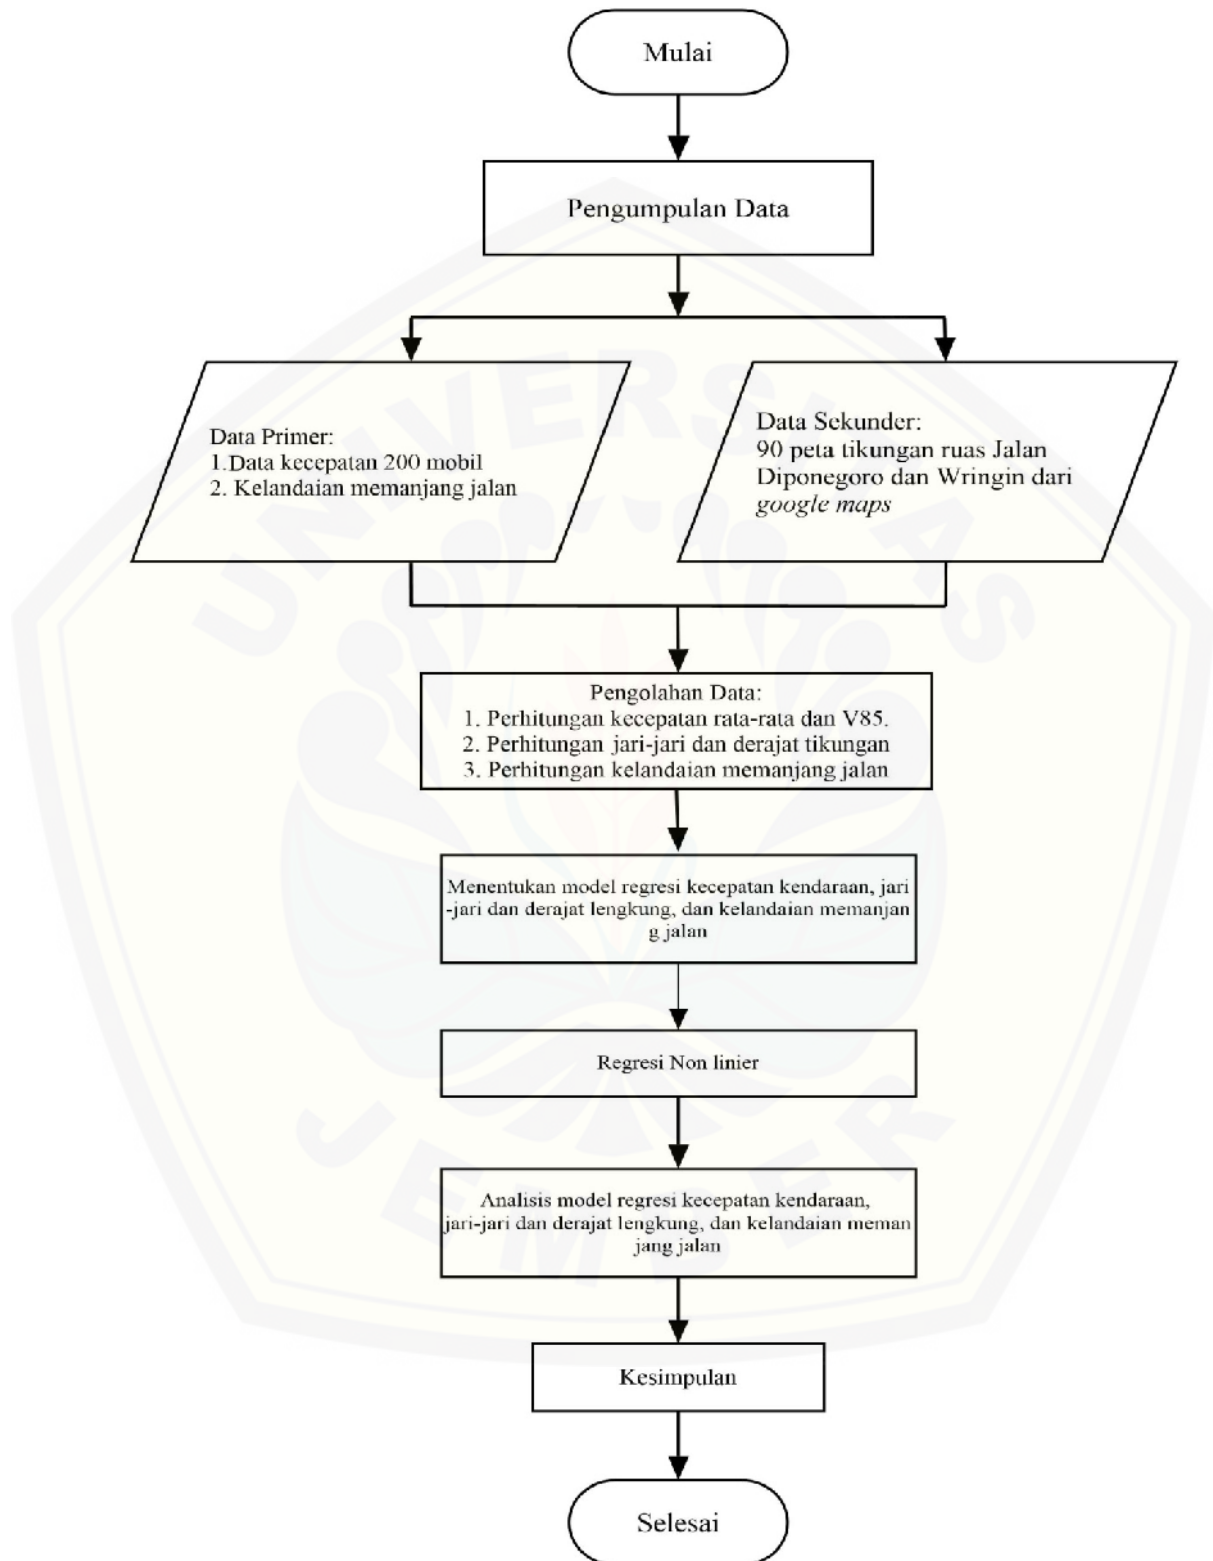 Mulai
Pengumpulan Data
Data Primer:
1.Data kecepatan 200 mobil
2. Kelandaian memanjang jalan
Data Sekunder:
90 peta tikungan ruas Jalan
Diponegoro dan Wringin dari
google maps
Pengolahan Data:
1. Perhitungan kecepatan rata-rata dan V85.
2. Perhitungan jari-jari dan derajat tikungan
3. Perhitungan kelandaian memanjang jalan
Menentukan model regresi kecepatan kendaraan, jari
-jari dan derajat lengkung, dan kelandaian memanjan
g jalan
Regresi Non linier
Analisis model regresi kecepatan kendaraan,
jari-jari dan derajat lengkung, dan kelandaian meman
jang jalan
Kesimpulan
Selesai
UNIVERSITAS
JEMBER